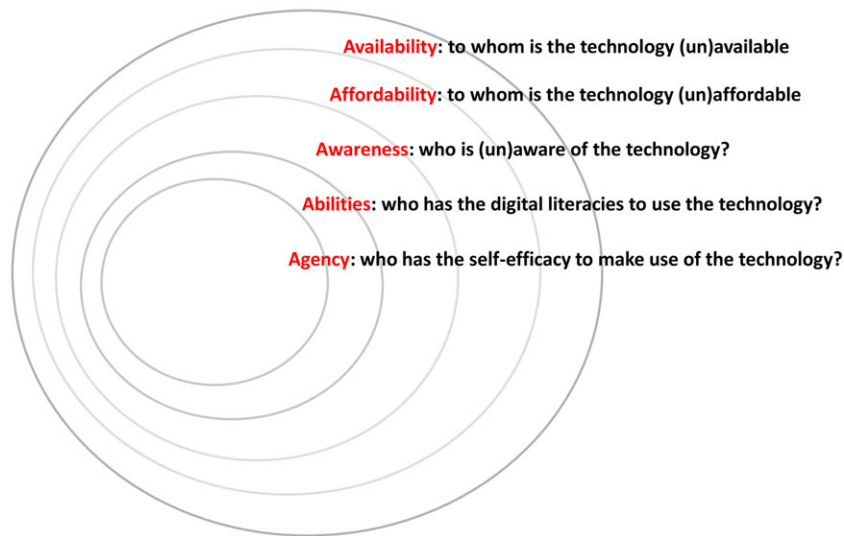 Availability: to whom is the technology (un)available
Affordability: to whom is the technology (un)affordable
Awareness: who is (un)aware of the technology?
Abilities: who has the digital literacies to use the technology?
Agency: who has the self-efficacy to make use of the technology?